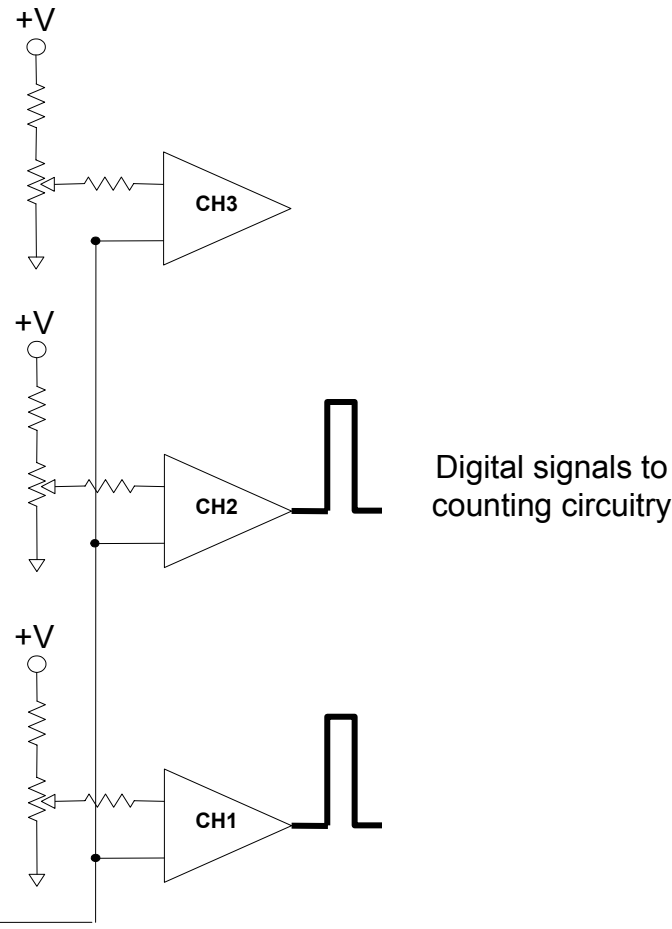 +V
CH3
+V
CH2
Digital signals to
counting circuitry
+V
CH1